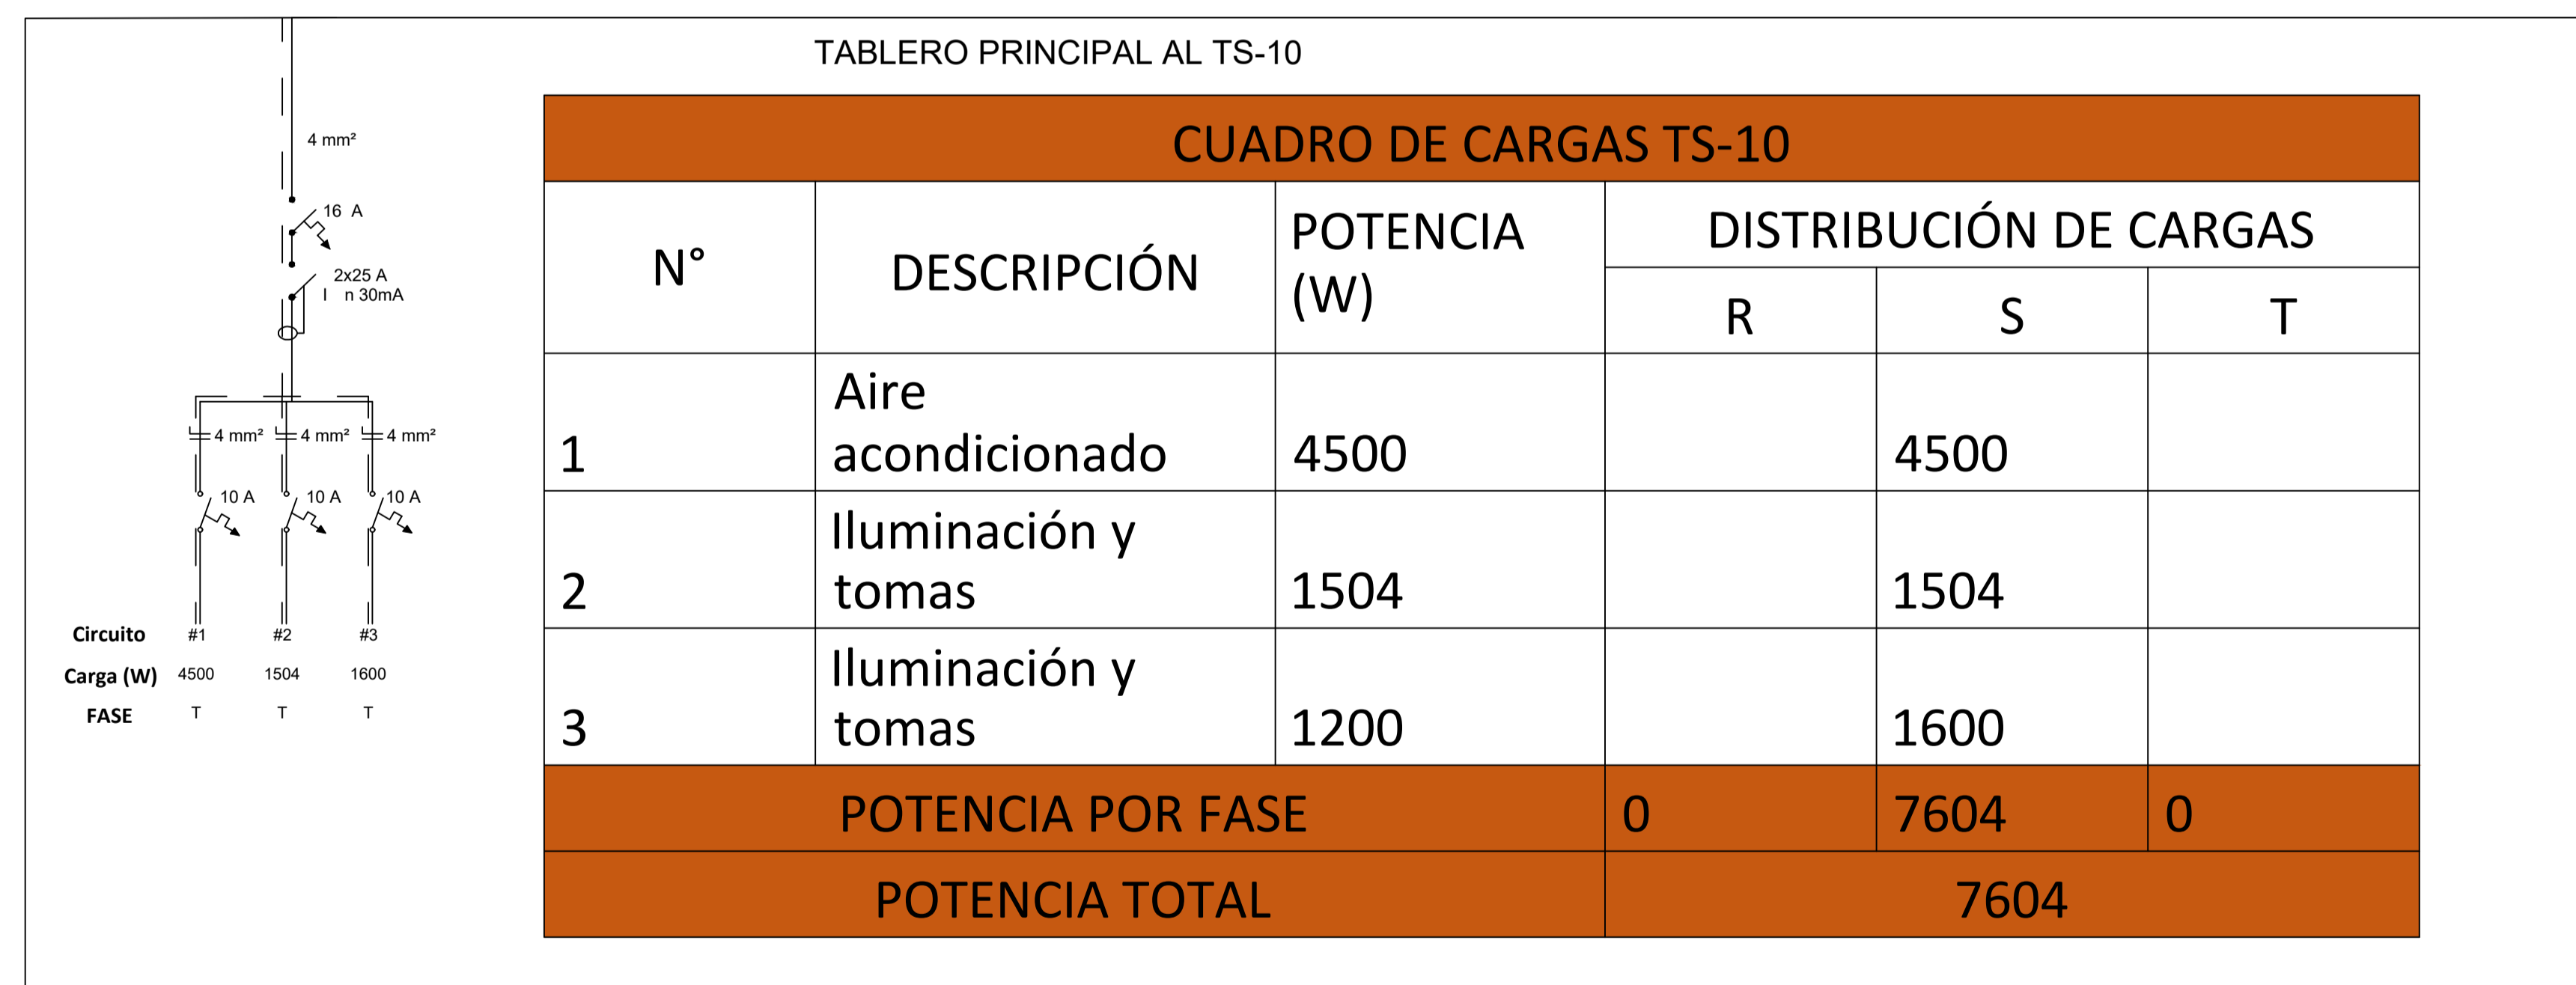 TABLERO PRINCIPAL AL TS-10
4 mm²
16 A
2x25 A
I n 30mA
4 mm² 4 mm² 4 mm²
10 A 10 A 10 A
Circuito #1 #2 #3
Carga (W) 4500 1504 1600
FASE T T T
CUADRO DE CARGAS TS-10
N° DESCRIPCIÓN POTENCIA (W) DISTRIBUCIÓN DE CARGAS
R S T
Aire
1 acondicionado 4500 4500
Iluminación y
2 tomas 1504 1504
Iluminación y
3 tomas 1200 1600
POTENCIA POR FASE 0 7604 0
POTENCIA TOTAL 7604